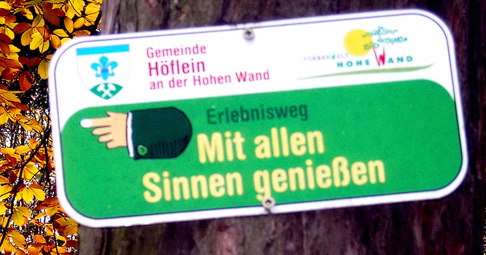 Gemeinde
Höflein
an der Hohen Wand
HOHE WAND
Erlebnisweg
Mit allen
Sinnen genießen